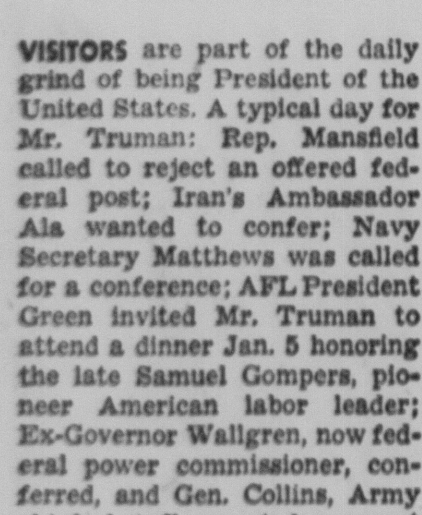 VISITORS are part of the daily
grind of being President of the
United States. A typical day for
Mr. Truman: Rep. Mansfield
called to reject an offered fed-
eral post; Iran's Ambassador
Ala wanted to confer; Navy
Secretary Matthews was called
for a conference; AFL President
Green invited Mr. Truman to
attend a dinner Jan. 5 honoring
the late Samuel Gompers, pio-
neer American labor leader;
Ex-Governor Wallgren, now fed-
eral power commissioner, con-
ferred, and Gen. Collins, Army